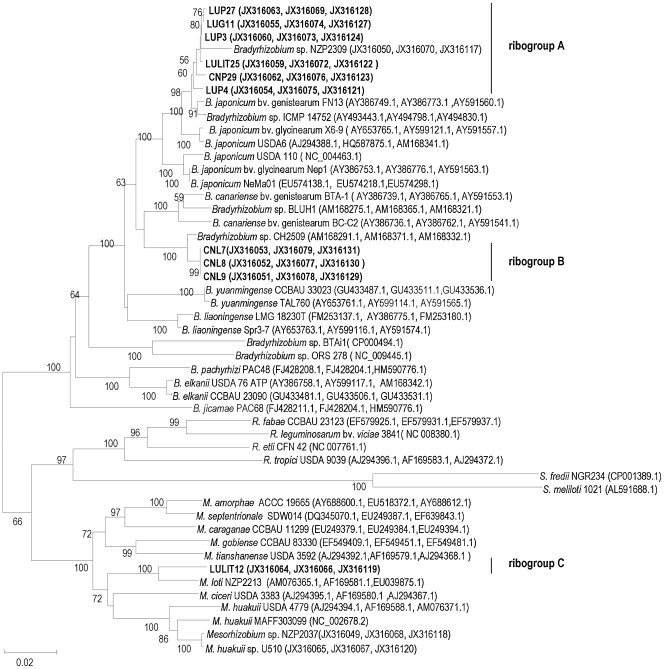 76 LUP27 (JX316063, JX316069, JX316128)
80 LUG11 (JX316055, JX316074, JX316127)
LUP3 (JX316060, JX316073, JX316124)
ribogroup A
Bradyrhizobium sp. NZP2309 (JX316050, JX316070, JX316117)
56 LULIT25 (JX316059, JX316072, JX316122 )
60 CNP29 (JX316062, JX316076, JX316123)
98 LUP4 (JX316054, JX316075, JX316121)
B. japonicum bv. genistearum FN13 (AY386749.1, AY386773.1 ,AY591560.1)
100 91 Bradyrhizobium sp. ICMP 14752 (AY493443.1,AY494798.1, AY494830.1)
B. japonicum bv. glycinearum X6-9 (AY653765.1, AY599121.1, AY591557.1)
100 100 B. japonicum USDA6 (AJ294388.1, HQ587875.1, AM168341.1)
B. japonicum USDA 110 (NC_004463.1)
100 B. japonicum bv. glycinearum Nep1 (AY386753.1, AY386776.1, AY591563.1)
63 100 B. japonicum NeMa01 (EU574138.1, EU574218.1,EU574298.1)
59 B. canariense bv. genistearum BTA-1 (AY386739.1, AY386765.1, AY591553.1)
Bradyrhizobium sp. BLUH1 (AM168275.1, AM168365.1, AM168321.1)
100 B. canariense bv. genistearum BC-C2 (AY386736.1, AY386762.1, AY591541.1)
Bradyrhizobium sp. CH2509 (AM168291.1, AM168371.1, AM168332.1)
100 CNL7(JX316053, JX316079, JX316131)
CNL8 (JX316052, JX316077, JX316130 )
ribogroup B
99 CNL9 (JX316051, JX316078, JX316129)
64 100 B. yuanmingense CCBAU 33023 (GU433487.1, GU433511.1, GU433536.1)
B. yuanmingense TAL760 (AY653761.1, AY599114.1, AY591565.1)
B. liaoningense LMG 18230T (FM253137.1, AY386775.1, FM253180.1)
100 B. liaoningense Spr3-7 (AY653763.1, AY599116.1, AY591574.1)
Bradyrhizobium sp. BTAi1( CP000494.1)
100 Bradyrhizobium sp. ORS 278 ( NC_009445.1)
100 B. pachyrhizi PAC48 (FJ428208.1, FJ428204.1, HM590776.1)
100 B. elkanii USDA 76 ATP (AY386758.1, AY599117.1, AM168342.1)
100 B. elkanii CCBAU 23090 (GU433481.1, GU433506.1, GU433531.1)
B. jicamae PAC68 (FJ428211.1, FJ428204.1, HM590776.1)
99 R. fabae CCBAU 23123 (EF579925.1, EF579931.1,EF579937.1)
96 R. leguminosarum bv. viciae 3841( NC 008380.1)
R. etli CFN 42 (NC 007761.1)
97 100 R. tropici USDA 9039 (AJ294396.1, AF169583.1, AJ294372.1)
S. fredii NGR234 (CP001389.1)
100 S. meliloti 1021 (AL591688.1)
M. amorphae ACCC 19665 (AY688600.1, EU518372.1, AY688612.1)
97 M. septentrionale SDW014 (DQ345070.1, EU249387.1, EF639843.1)
66 M. caraganae CCBAU 11299 (EU249379.1, EU249384.1, EU249394.1)
72 M. gobiense CCBAU 83330 (EF549409.1, EF549451.1, EF549481.1)
99 M. tianshanense USDA 3592 (AJ294392.1, AF169579.1, AJ294368.1 )
100 LULIT12 (JX316064, JX316066, JX316119)
ribogroup C
100 M. loti NZP2213 (AM076365.1, AF169581.1, EU039875.1)
72 M. ciceri USDA 3383 (AJ294395.1, AF169580.1 ,AJ294367.1)
M. huakuii USDA 4779 (AJ294394.1, AF169588.1, AM076371.1)
100 M. huakuii MAFF303099 (NC_002678.2)
86 Mesorhizobium sp. NZP2037(JX316049, JX316068, JX316118)
100 M. huakuii sp. U510 (JX316065, JX316067, JX316120)
0.02